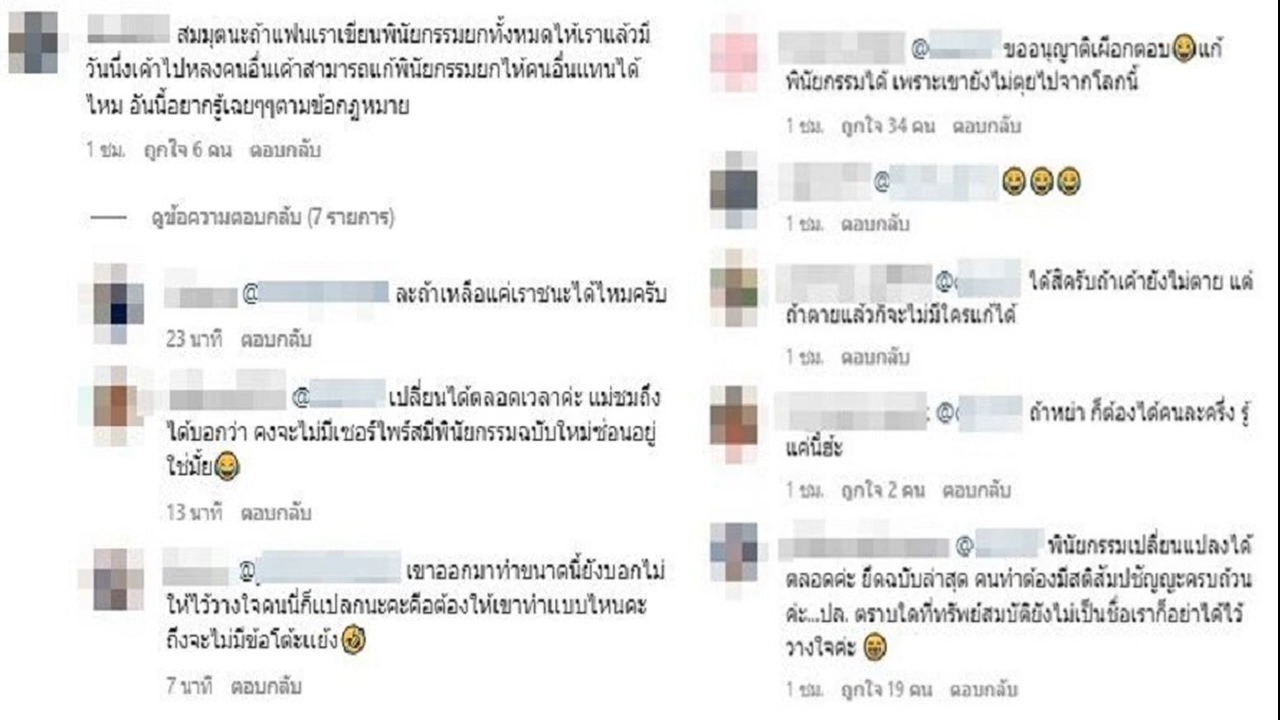 สมมุตนะถ้าแฟนเราเขียนพินัยกรรมยกทั้งหมดให้เราแล้วมี
วันนึ่งเค้าไปหลงคนอื่นเค้าสามารถแก้พินัยกรรมยกให้คนอื่นแทนได้
ไหม อันนี้อยากรู้เฉยๆๆตามข้อกฎหมาย
1 ชม. ถูกใจ 6 คน ตอบกลับ
ดูข้อความตอบกลับ (7 รายการ)
@ ละถ้าเหลือแค่เราชนะได้ไหมครับ
23 นาที ตอบกลับ
@ เปลี่ยนได้ตลอดเวลาค่ะ แม่ชมถึง
ได้บอกว่า คงจะไม่มีเซอร์ไพร์สมีพินัยกรรมฉบับใหม่ซ่อนอยู่
ใช่มั้ย😂
13 นาที ตอบกลับ
@ เขาออกมาทำขนาดนี้ยังบอกไม่
ให้ไว้วางใจคนนี่ก็แปลกนะคะคือต้องให้เขาทำแบบไหนคะ
ถึงจะไม่มีข้อโต้ะแย้ง🤣
7 นาที ตอบกลับ
@ ขออนุญาติเผือกตอบ😂แก้
พินัยกรรมได้ เพราะเขายังไม่ตุยไปจากโลกนี้
1 ชม. ถูกใจ 34 คน ตอบกลับ
@ 😂😂😂
1 ชม. ตอบกลับ
@ ได้สิครับถ้าเค้ายังไม่ตาย แต่
ถ้าตายแล้วก็จะไม่มีใครแก้ได้
1 ชม. ตอบกลับ
@ ถ้าหย่า ก็ต้องได้คนละครึ่ง รู้
แค่นี้ฮ้ะ
1 ชม. ถูกใจ 2 คน ตอบกลับ
@ พินัยกรรมเปลี่ยนแปลงได้
ตลอดค่ะ ยึดฉบับล่าสุด คนทำต้องมีสติสัมปชัญญะครบถ้วน
ค่ะ...ปล. ตราบใดที่ทรัพย์สมบัติยังไม่เป็นชื่อเราก็อย่าได้ไว้
วางใจค่ะ 😁
1 ชม. ถูกใจ 19 คน ตอบกลับ